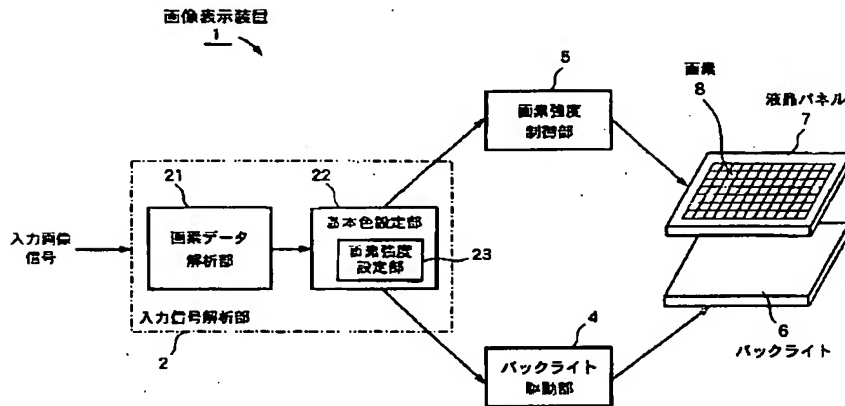 画像表示装置
1
5
画素強度
制御部
画素
8
液晶パネル
7
21
画素データ
解析部
22
基本色設定部
画素強度
設定部
23
入力画像
信号
入力信号解析部
2
4
バックライト
駆動部
6
バックライト